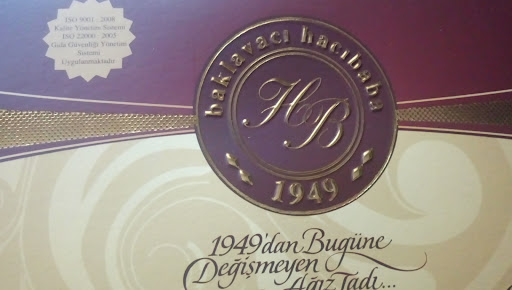 ISO 9001 - 2008
Kalite Yönetim Sistemi
ISO 22000 - 2005
Gıda Güvenliği Yönetim
Sistemi
Uygulanmaktadır
baklavacı hacıbaba
HB
1949
1949'dan Bugüne
Değişmeyen
Ağız Tadı...